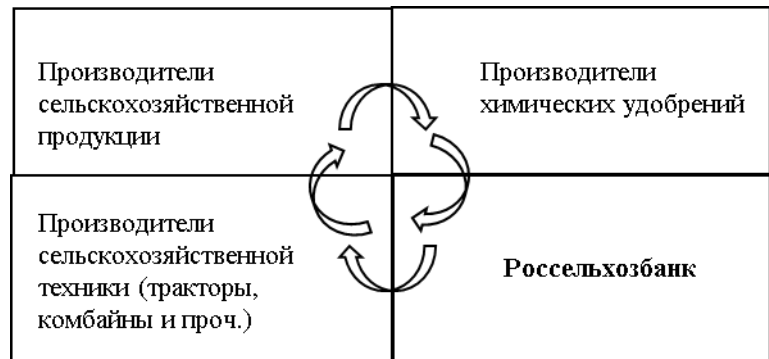 Производители
сельскохозяйственной
продукции
Производители
химических удобрений
Производители
сельскохозяйственной
техники (тракторы,
комбайны и проч.)
Россельхозбанк